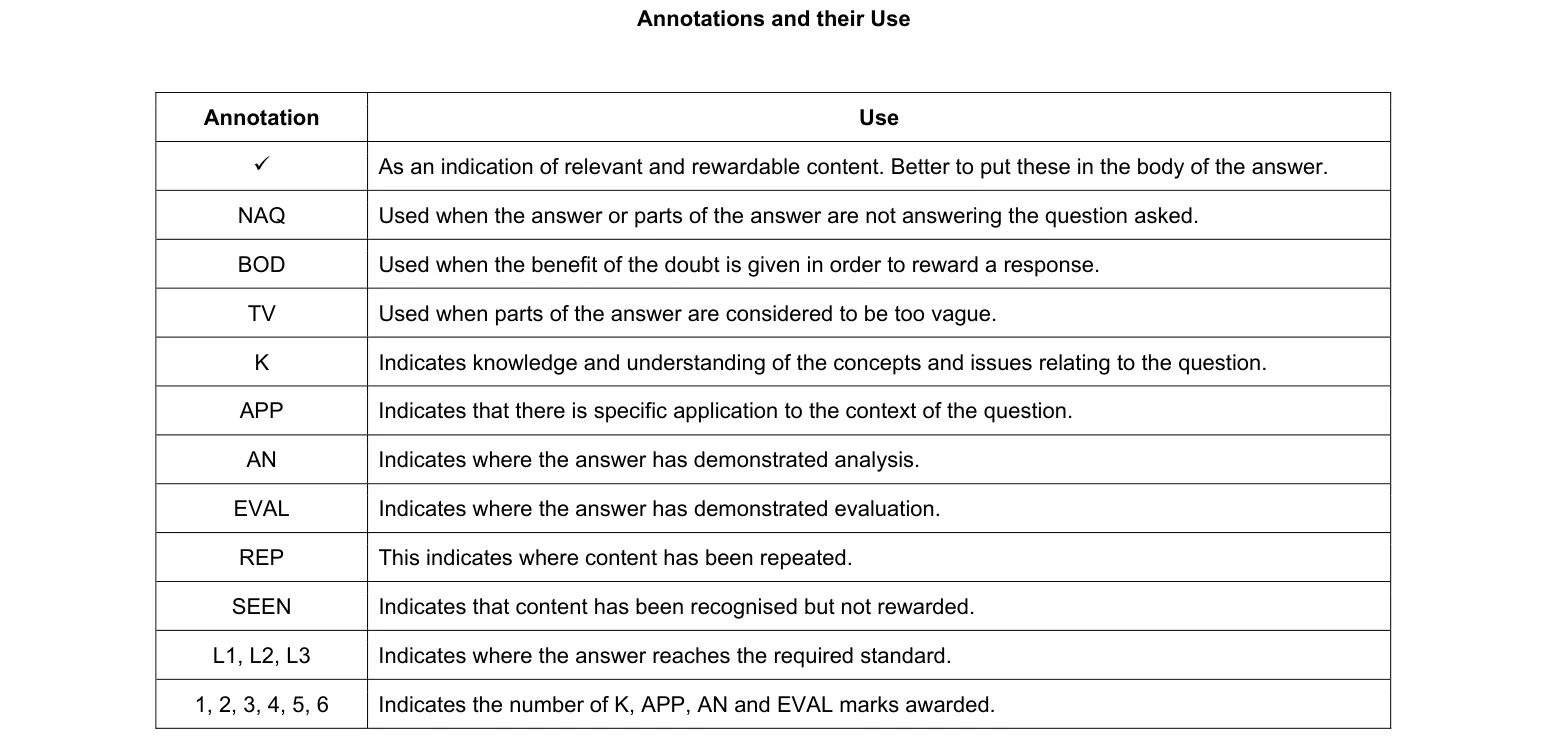 Annotations and their Use
Annotation Use
✓ As an indication of relevant and rewardable content. Better to put these in the body of the answer.
NAQ Used when the answer or parts of the answer are not answering the question asked.
BOD Used when the benefit of the doubt is given in order to reward a response.
TV Used when parts of the answer are considered to be too vague.
K Indicates knowledge and understanding of the concepts and issues relating to the question.
APP Indicates that there is specific application to the context of the question.
AN Indicates where the answer has demonstrated analysis.
EVAL Indicates where the answer has demonstrated evaluation.
REP This indicates where content has been repeated.
SEEN Indicates that content has been recognised but not rewarded.
L1, L2, L3 Indicates where the answer reaches the required standard.
1, 2, 3, 4, 5, 6 Indicates the number of K, APP, AN and EVAL marks awarded.